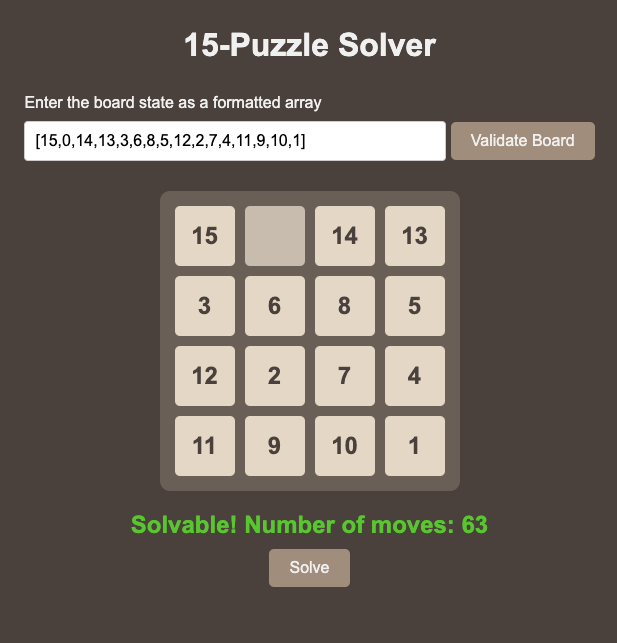 15-Puzzle Solver
Enter the board state as a formatted array
[15,0,14,13,3,6,8,5,12,2,7,4,11,9,10,1] Validate Board
15 14 13
3 6 8 5
12 2 7 4
11 9 10 1
Solvable! Number of moves: 63
Solve